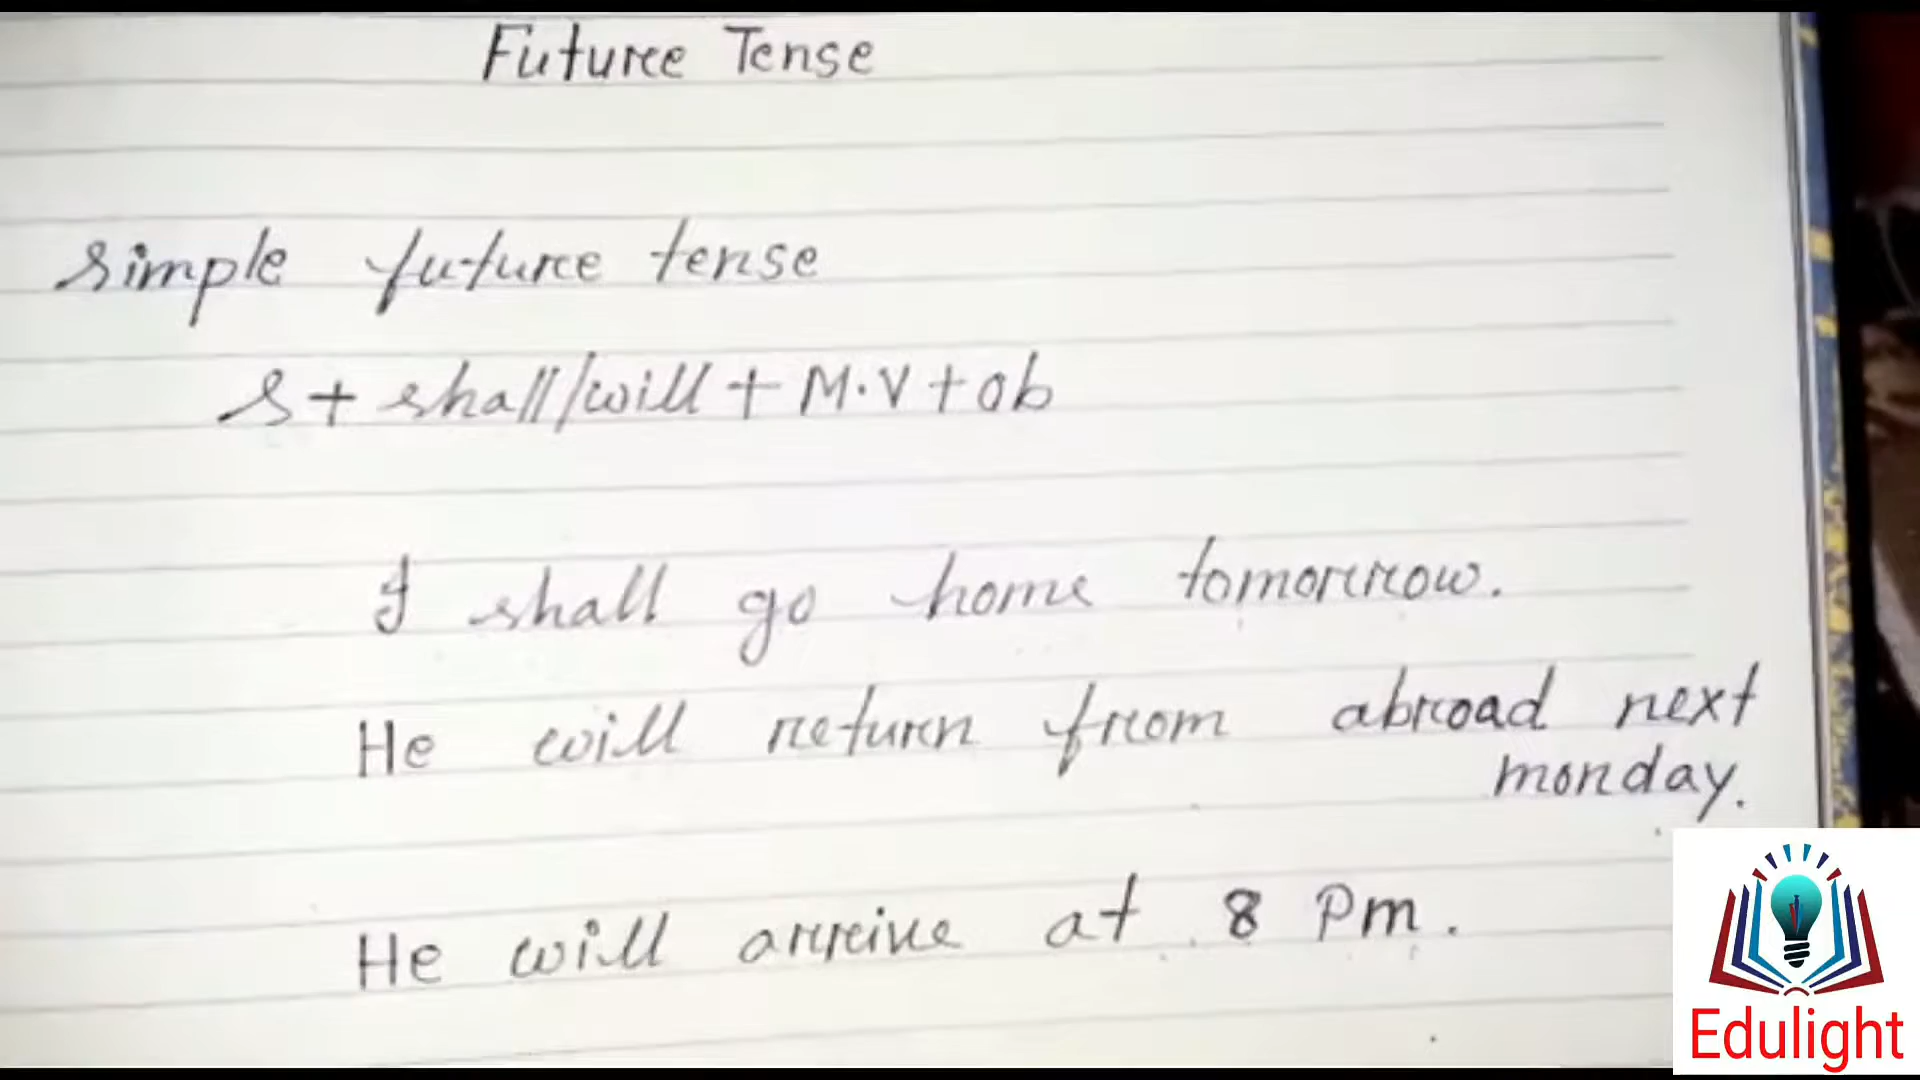 Future Tense
simple future tense
S + shall/will + M.V + ob
I shall go home tomorrow.
He will return from abroad next
monday.
He will arrive at 8 Pm.
Edulight